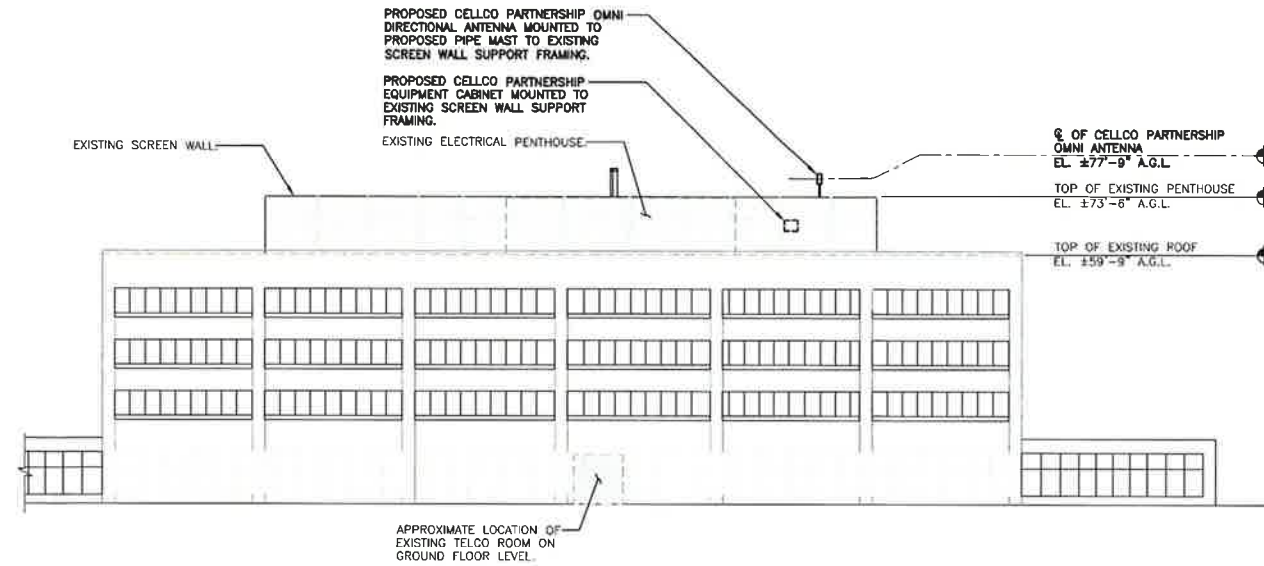 PROPOSED CELLCO PARTNERSHIP OMNI
DIRECTIONAL ANTENNA MOUNTED TO
PROPOSED PIPE MAST TO EXISTING
SCREEN WALL SUPPORT FRAMING.
PROPOSED CELLCO PARTNERSHIP
EQUIPMENT CABINET MOUNTED TO
EXISTING SCREEN WALL SUPPORT
FRAMING.
EXISTING SCREEN WALL.
EXISTING ELECTRICAL PENTHOUSE.
℄ OF CELLCO PARTNERSHIP
OMNI ANTENNA
EL. ±77'-9" A.G.L.
TOP OF EXISTING PENTHOUSE
EL. ±73'-6" A.G.L.
TOP OF EXISTING ROOF
EL. ±59'-9" A.G.L.
APPROXIMATE LOCATION OF
EXISTING TELCO ROOM ON
GROUND FLOOR LEVEL.